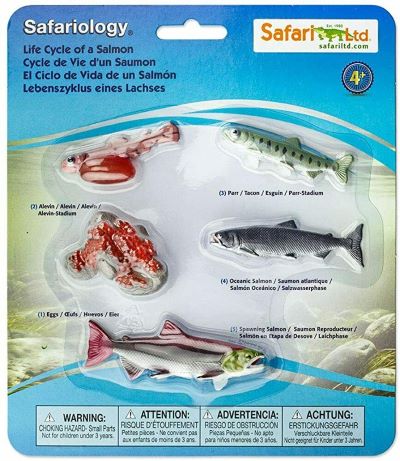 Safariology®
Life Cycle of a Salmon
Cycle de Vie d'un Saumon
El Ciclo de Vida de un Salmón
Lebenszyklus eines Lachses
Est. 1982
Safari Ltd.
safariltd.com
4+
(2) Alevin / Alevin / Alevín /
Alevin-Stadium
(3) Parr / Tacon / Esguin / Parr-Stadium
(1) Eggs / Œufs / Huevos / Eier
(4) Oceanic Salmon / Saumon atlantique /
Salmón Oceánico / Salzwasserphase
(5) Spawning Salmon / Saumon Reproducteur /
Salmón en Etapa de Desove / Laichphase
WARNING:
CHOKING HAZARD- Small Parts
Not for children under 3 years.
ATTENTION:
RISQUE D'ÉTOUFFEMENT
Petites pièces - Ne convient pas
aux enfants de moins de 3 ans.
ADVERTENCIA:
RIESGO DE OBSTRUCCIÓN
Piezas Pequeñas - No apto
para niños menores de 3 años.
ACHTUNG:
ERSTICKUNGSGEFAHR
Verschluckbare Kleinteile
Nicht geeignet für Kinder unter 3 Jahren.